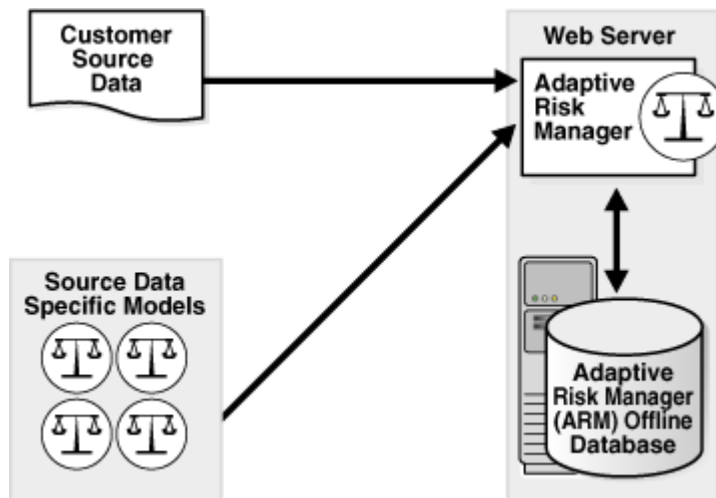 Customer
Source
Data
Web Server
Adaptive
Risk
Manager
Source Data
Specific Models
Adaptive
Risk Manager
(ARM) Offline
Database